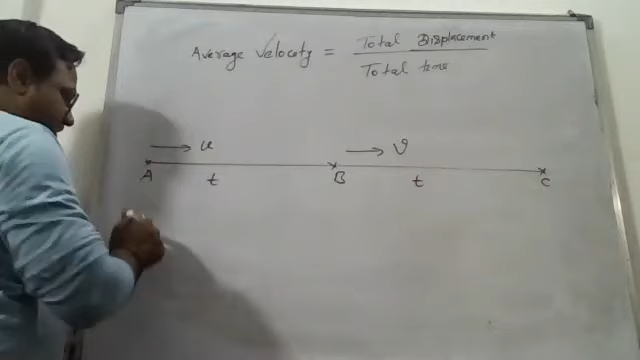 Average Velocity = Total Displacement
Total time
u v
A t B t C